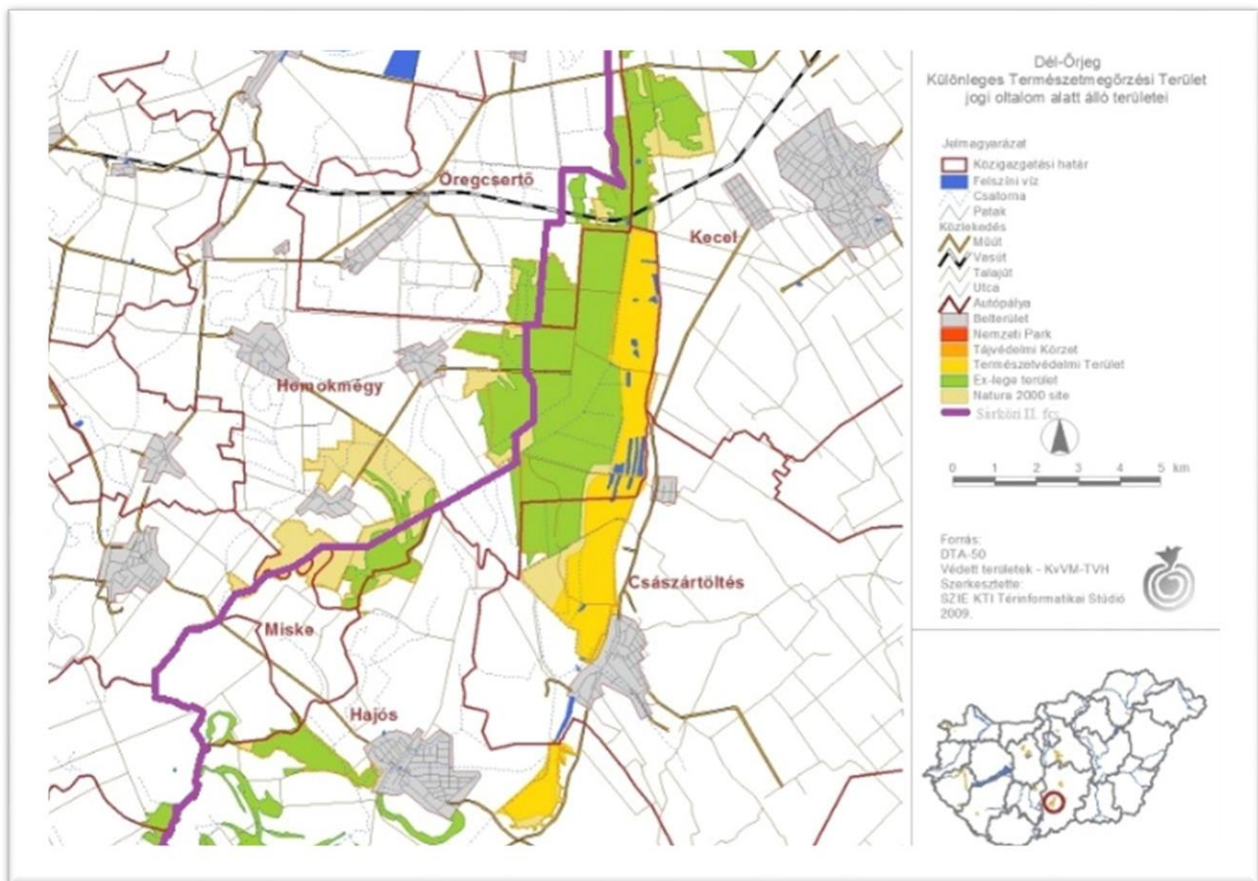 Dél-Őrjeg
Különleges Természetmegőrzési Terület
jogi oltalom alatt álló területei
Jelmagyarázat
Közigazgatási határ
Felszíni víz
Csatorna
Patak
Közlekedés
Műút
Vasút
Talajút
Utca
Autópálya
Belterület
Nemzeti Park
Tájvédelmi Körzet
Természetvédelmi Terület
Ex-lege terület
Natura 2000 site
Sárközi II. fcs.
0 1 2 3 4 5 km
Forrás:
DTA-50
Védett területek - KvVM-TVH
Szerkesztette:
SZIE KTI Térinformatikai Stúdió
2009.
Öregcsertő
Kecel
Homokmégy
Császártöltés
Miske
Hajós